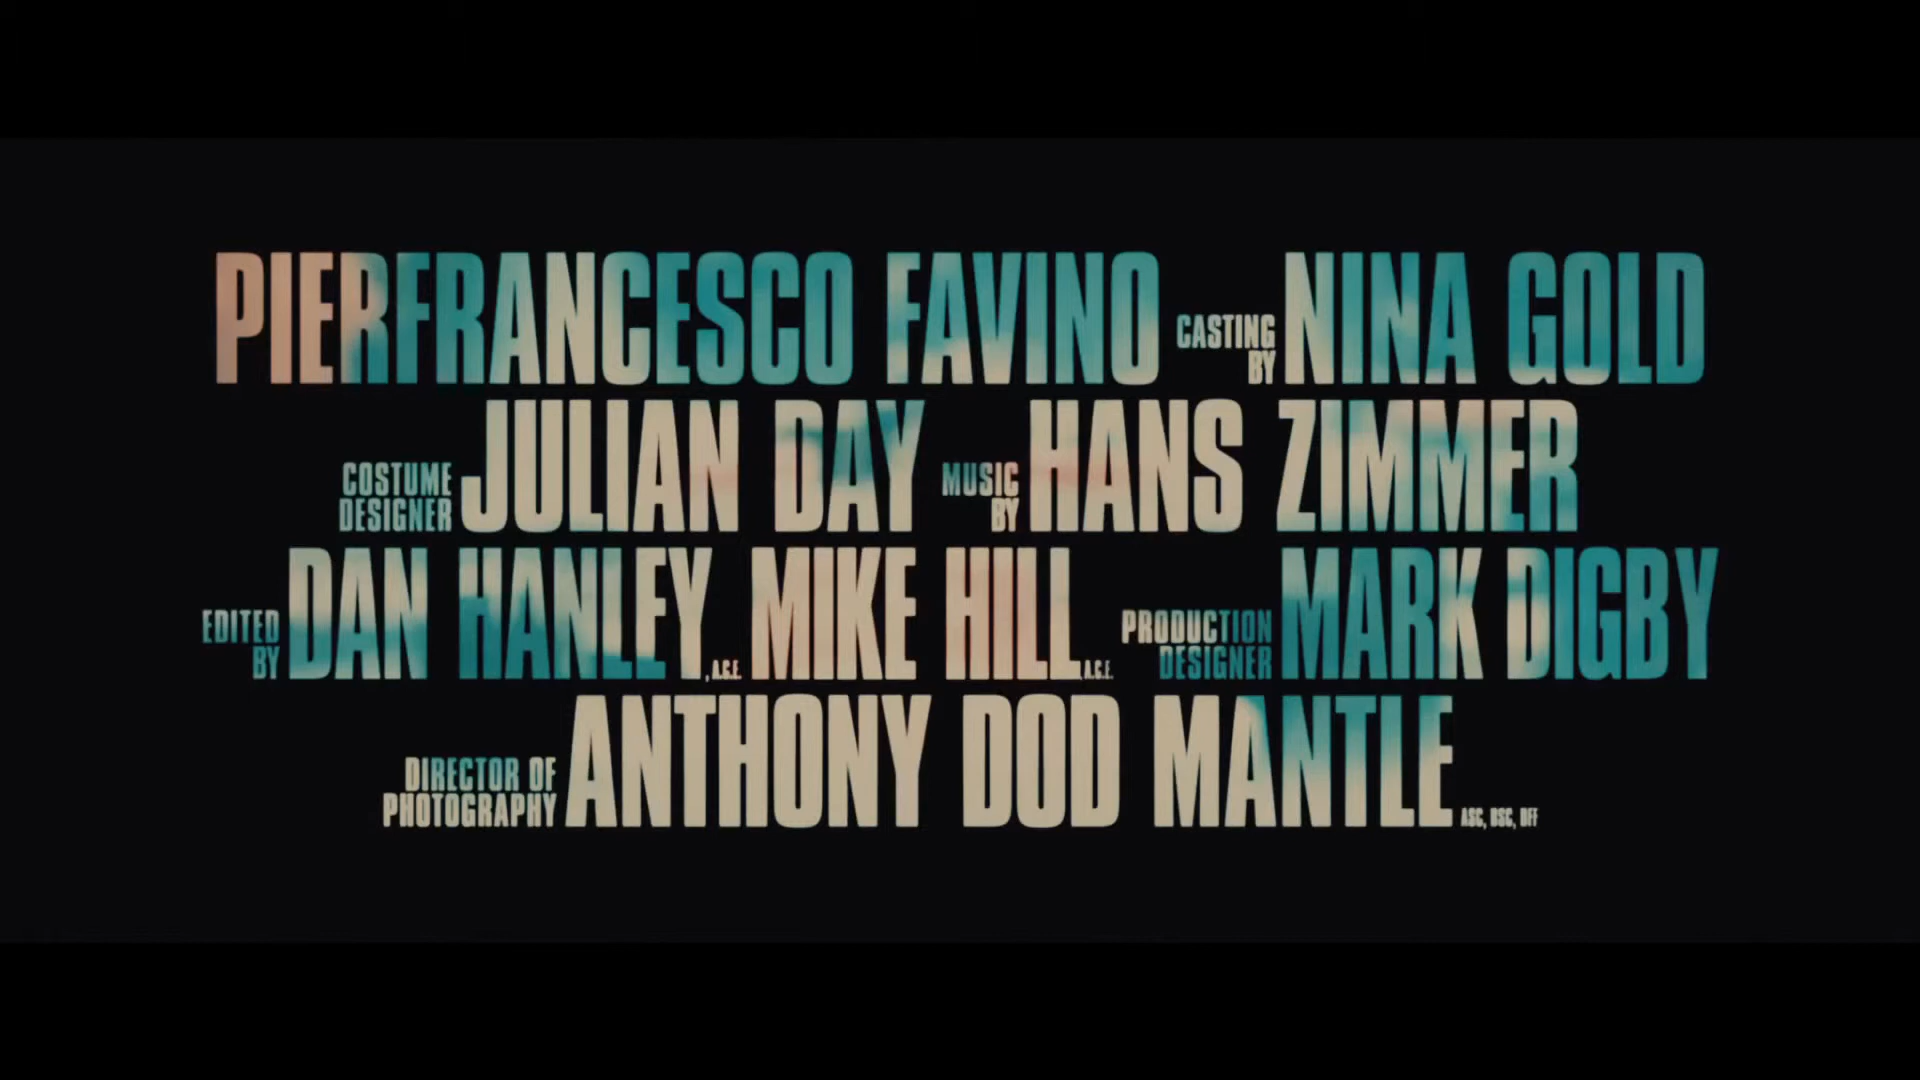 PIERFRANCESCO FAVINO CASTING BY NINA GOLD
COSTUME DESIGNER JULIAN DAY MUSIC BY HANS ZIMMER
EDITED BY DAN HANLEY, A.C.E. MIKE HILL, A.C.E. PRODUCTION DESIGNER MARK DIGBY
DIRECTOR OF PHOTOGRAPHY ANTHONY DOD MANTLE ASC, BSC, DFF